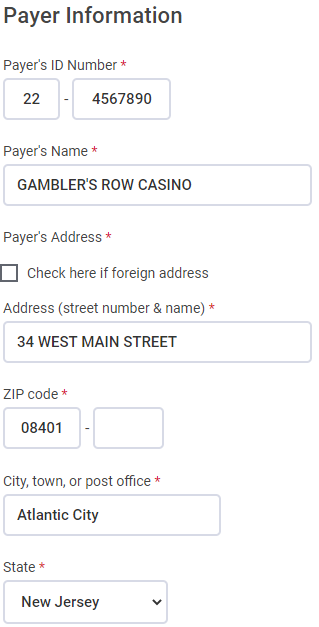 Payer Information
Payer's ID Number *
22 - 4567890
Payer's Name *
GAMBLER'S ROW CASINO
Payer's Address *
Check here if foreign address
Address (street number & name) *
34 WEST MAIN STREET
ZIP code *
08401 -
City, town, or post office *
Atlantic City
State *
New Jersey